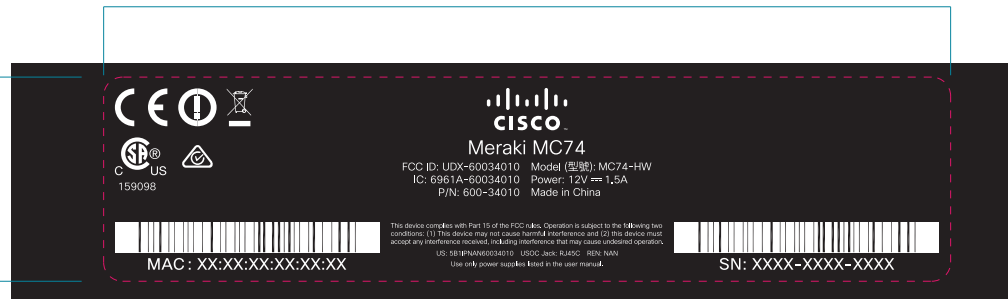 CISCO
Meraki MC74
FCC ID: UDX-60034010 Model (型號): MC74-HW
IC: 6961A-60034010 Power: 12V ⎓ 1.5A
P/N: 600-34010 Made in China
C SA ® US
159098
This device complies with Part 15 of the FCC rules. Operation is subject to the following two
conditions: (1) This device may not cause harmful interference and (2) this device must
accept any interference received, including interference that may cause undesired operation.
US: 5B1IPNAN60034010 USOC Jack: RJ45C REN: NAN
Use only power supplies listed in the user manual.
MAC : XX:XX:XX:XX:XX:XX
SN: XXXX-XXXX-XXXX